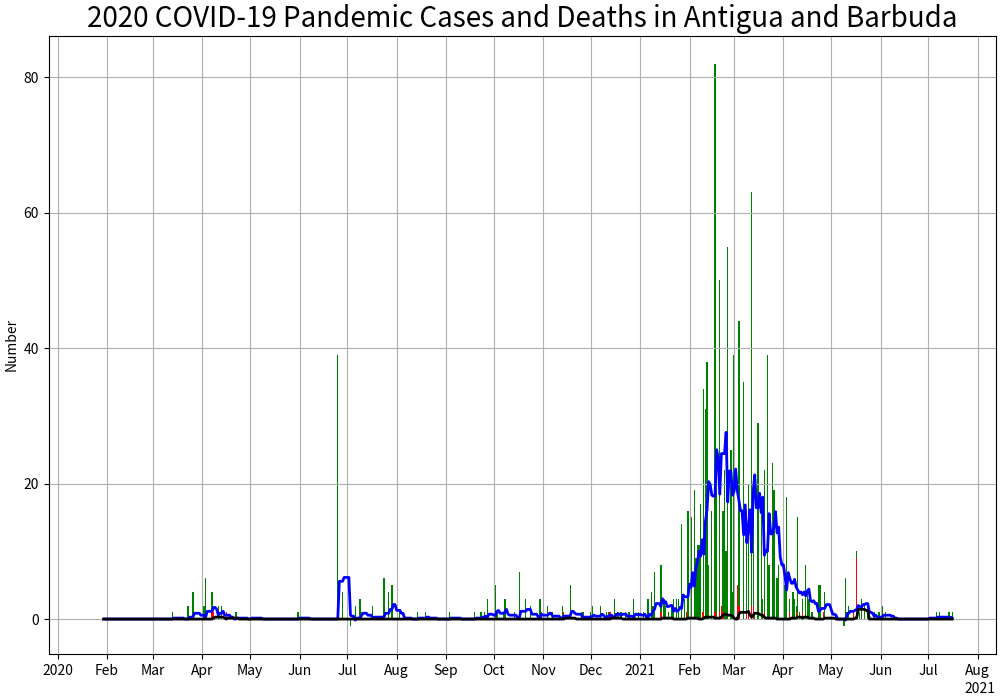 2020 COVID-19 Pandemic Cases and Deaths in Antigua and Barbuda
Number
80
60
40
20
0
2020 Feb Mar Apr May Jun Jul Aug Sep Oct Nov Dec 2021 Feb Mar Apr May Jun Jul Aug
2021